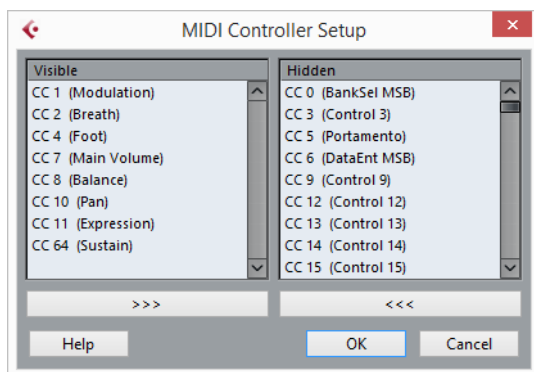 MIDI Controller Setup
Visible
CC 1 (Modulation)
CC 2 (Breath)
CC 4 (Foot)
CC 7 (Main Volume)
CC 8 (Balance)
CC 10 (Pan)
CC 11 (Expression)
CC 64 (Sustain)
Hidden
CC 0 (BankSel MSB)
CC 3 (Control 3)
CC 5 (Portamento)
CC 6 (DataEnt MSB)
CC 9 (Control 9)
CC 12 (Control 12)
CC 13 (Control 13)
CC 14 (Control 14)
CC 15 (Control 15)
>>>
<<<
Help
OK
Cancel